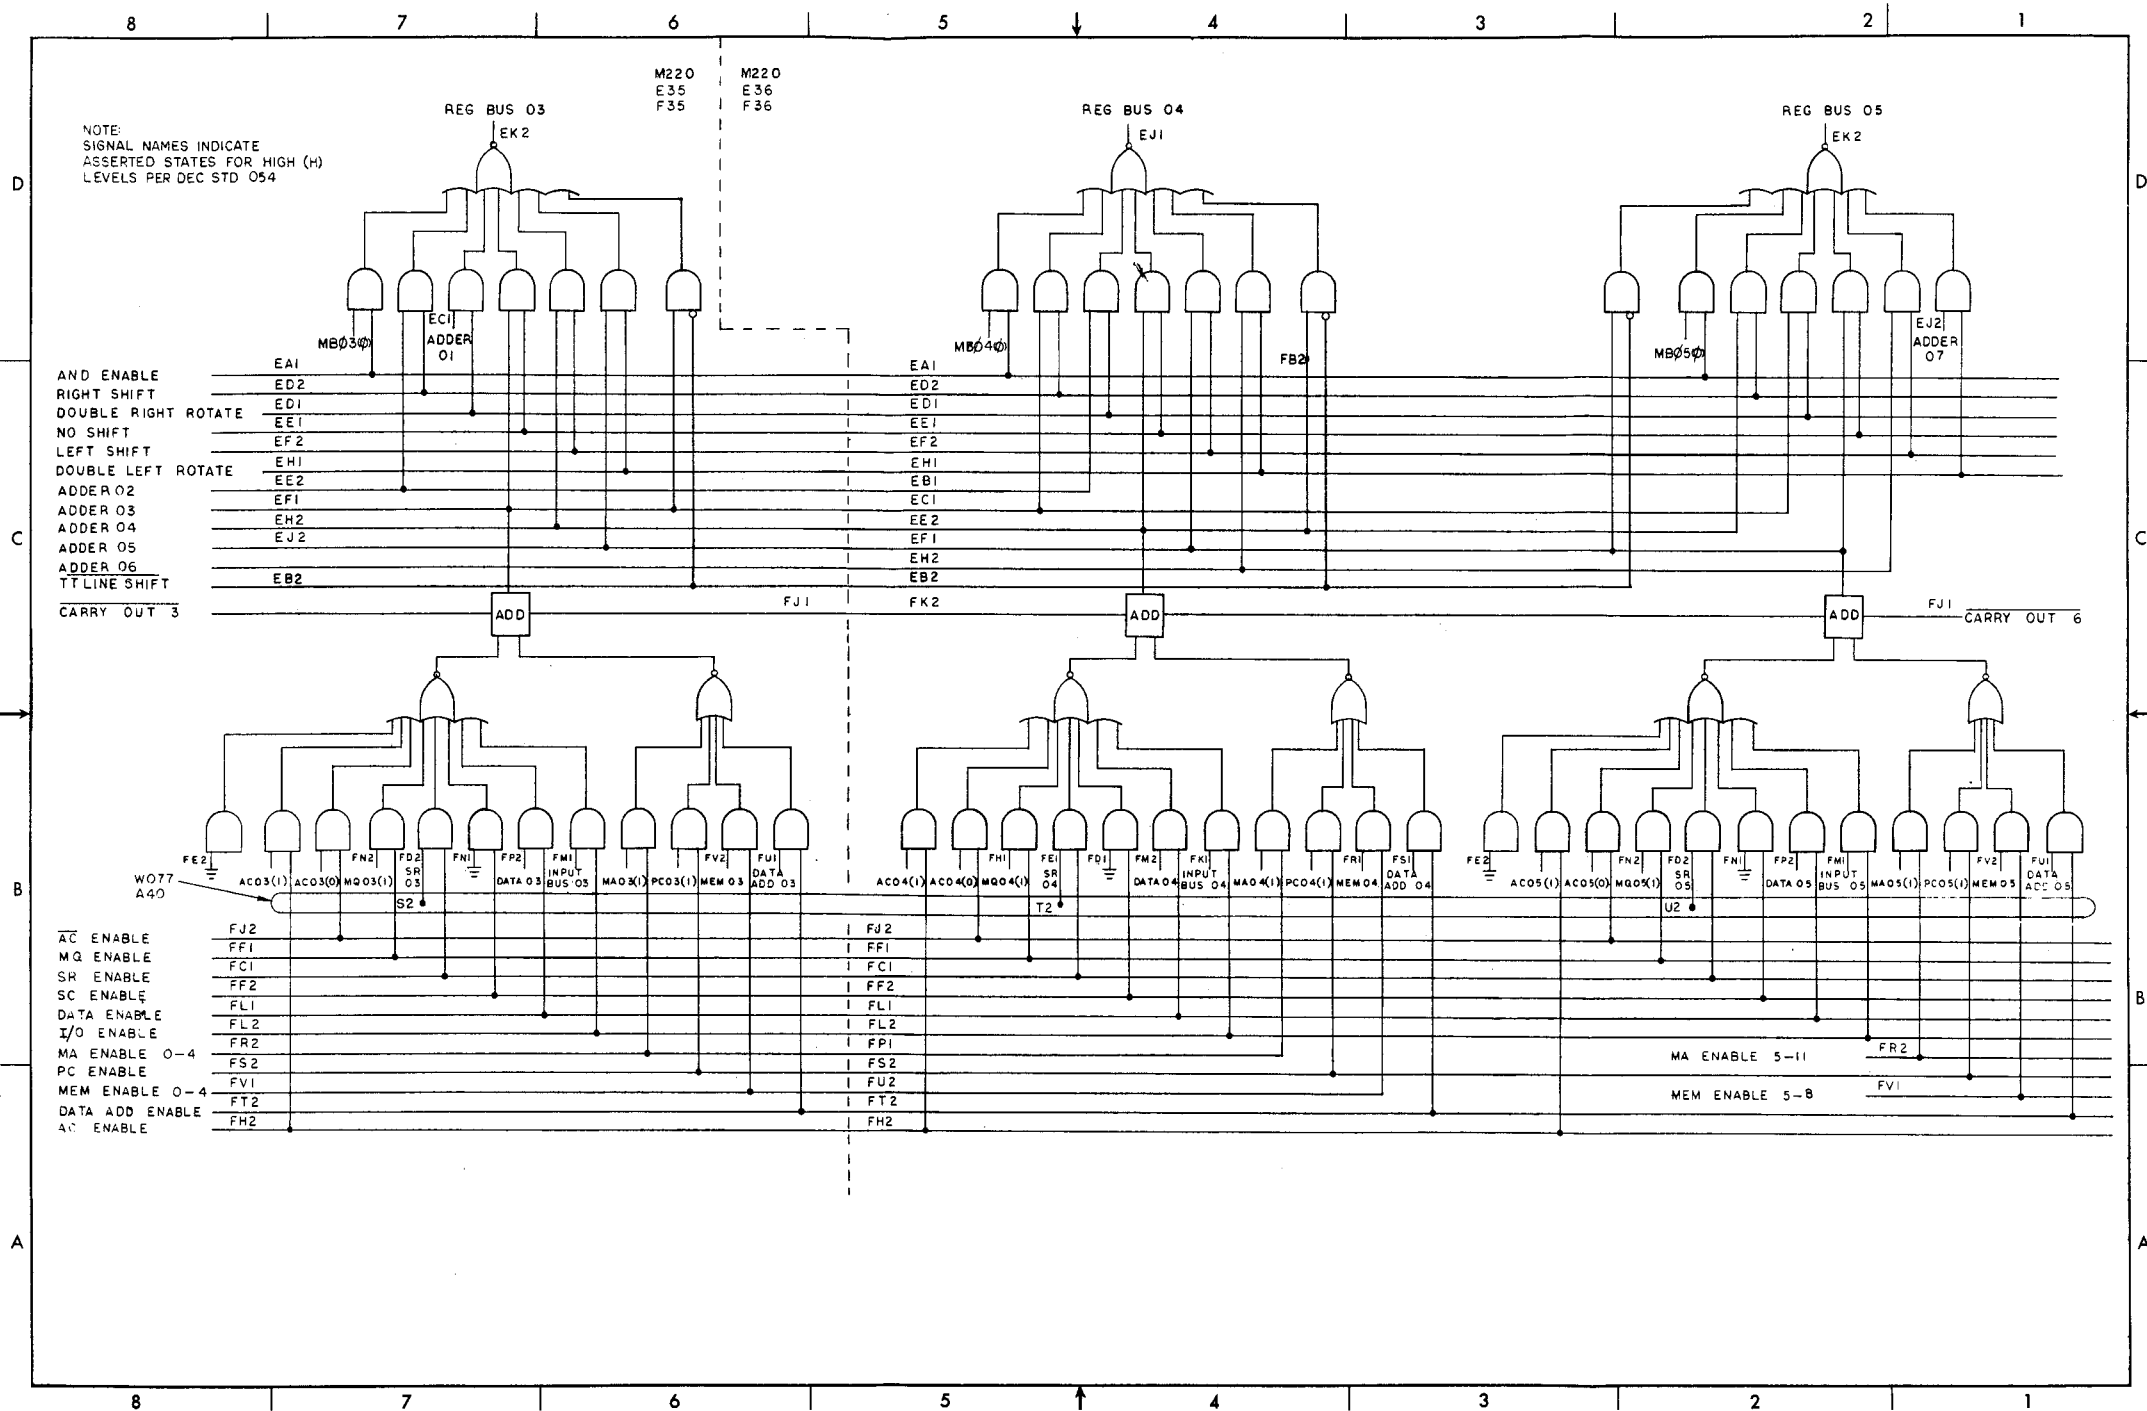 8 7 6 5 4 3 2 1
M220 M220
E35 E36
F35 F36
REG BUS 03 REG BUS 04 REG BUS 05
EK2 EJ1 EK2
NOTE:
SIGNAL NAMES INDICATE
ASSERTED STATES FOR HIGH (H)
LEVELS PER DEC STD 054
D D
MBØ3(0) EC1 ADDER 01 MBØ4(0) FB2 MBØ5(0) EJ2 ADDER 07
AND ENABLE EA1 EA1
RIGHT SHIFT ED2 ED2
DOUBLE RIGHT ROTATE ED1 ED1
NO SHIFT EE1 EE1
LEFT SHIFT EF2 EF2
DOUBLE LEFT ROTATE EH1 EH1
ADDER 02 EE2 EB1
ADDER 03 EF1 EC1
ADDER 04 EH2 EE2
C C
ADDER 05 EJ2 EF1
ADDER 06 EH2
TT LINE SHIFT EB2 EB2
CARRY OUT 3 ADD FJ1 FK2 ADD ADD FJ1 CARRY OUT 6
FE2 AC03(1) AC03(0) FN2 MQ03(1) FD2 SR 03 FN1 FP2 DATA 03 FM1 INPUT BUS 03 MA03(1) PC03(1) FV2 MEM 03 FU1 DATA ADD 03
AC04(1) AC04(0) FH1 MQ04(1) FE1 SR 04 FD1 FM2 DATA 04 FK1 INPUT BUS 04 MA04(1) PC04(1) FR1 MEM 04 FS1 DATA ADD 04
FE2 AC05(1) AC05(0) FN2 MQ05(1) FD2 SR 05 FN1 FP2 DATA 05 FM1 INPUT BUS 05 MA05(1) PC05(1) FV2 MEM 05 FU1 DATA ADD 05
W077
A40
B
S2 T2 U2
AC ENABLE FJ2 FJ2
MQ ENABLE FF1 FF1
SR ENABLE FC1 FC1
SC ENABLE FF2 FF2
B
DATA ENABLE FL1 FL1
I/O ENABLE FL2 FL2
MA ENABLE 0-4 FR2 FP1 MA ENABLE 5-11 FR2
PC ENABLE FS2 FS2
MEM ENABLE 0-4 FV1 FU2 MEM ENABLE 5-8 FV1
DATA ADD ENABLE FT2 FT2
AC ENABLE FH2 FH2
A A
8 7 6 5 4 3 2 1